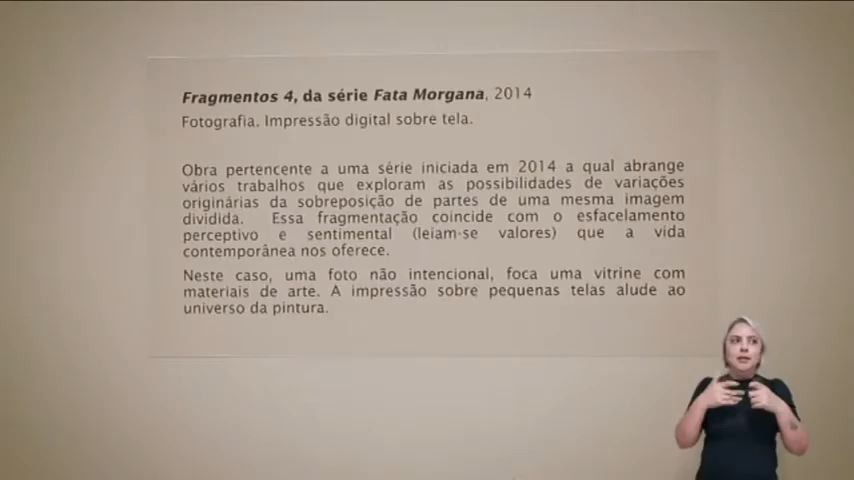 Fragmentos 4, da série Fata Morgana, 2014
Fotografia. Impressão digital sobre tela.
Obra pertencente a uma série iniciada em 2014 a qual abrange
vários trabalhos que exploram as possibilidades de variações
originárias da sobreposição de partes de uma mesma imagem
dividida. Essa fragmentação coincide com o esfacelamento
perceptivo e sentimental (leiam-se valores) que a vida
contemporânea nos oferece.
Neste caso, uma foto não intencional, foca uma vitrine com
materiais de arte. A impressão sobre pequenas telas alude ao
universo da pintura.